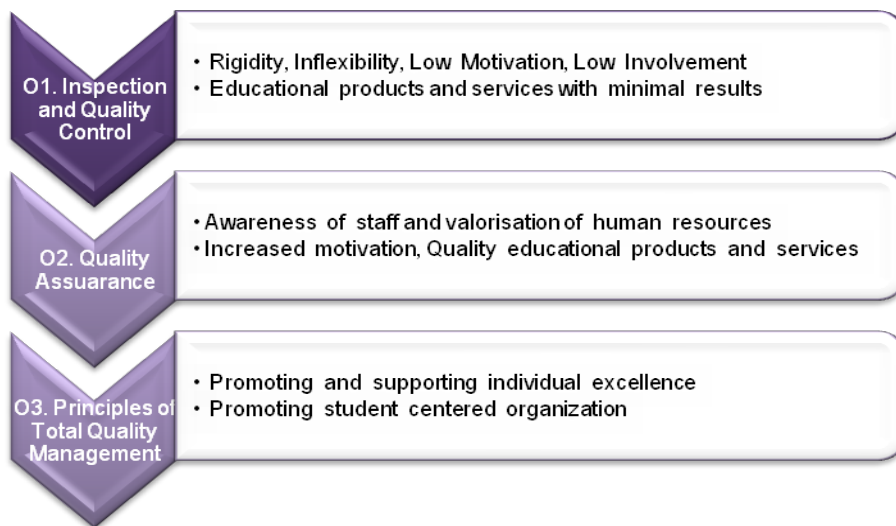 O1. Inspection
and Quality
Control
• Rigidity, Inflexibility, Low Motivation, Low Involvement
• Educational products and services with minimal results
O2. Quality
Assuarance
• Awareness of staff and valorisation of human resources
• Increased motivation, Quality educational products and services
O3. Principles of
Total Quality
Management
• Promoting and supporting individual excellence
• Promoting student centered organization